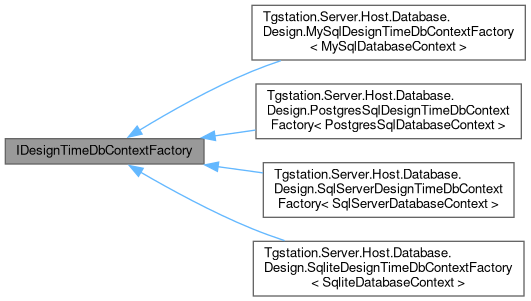 Tgstation.Server.Host.Database.
Design.MySqlDesignTimeDbContextFactory
< MySqlDatabaseContext >
Tgstation.Server.Host.Database.
Design.PostgresSqlDesignTimeDbContext
Factory< PostgresSqlDatabaseContext >
IDesignTimeDbContextFactory
Tgstation.Server.Host.Database.
Design.SqlServerDesignTimeDbContext
Factory< SqlServerDatabaseContext >
Tgstation.Server.Host.Database.
Design.SqliteDesignTimeDbContextFactory
< SqliteDatabaseContext >